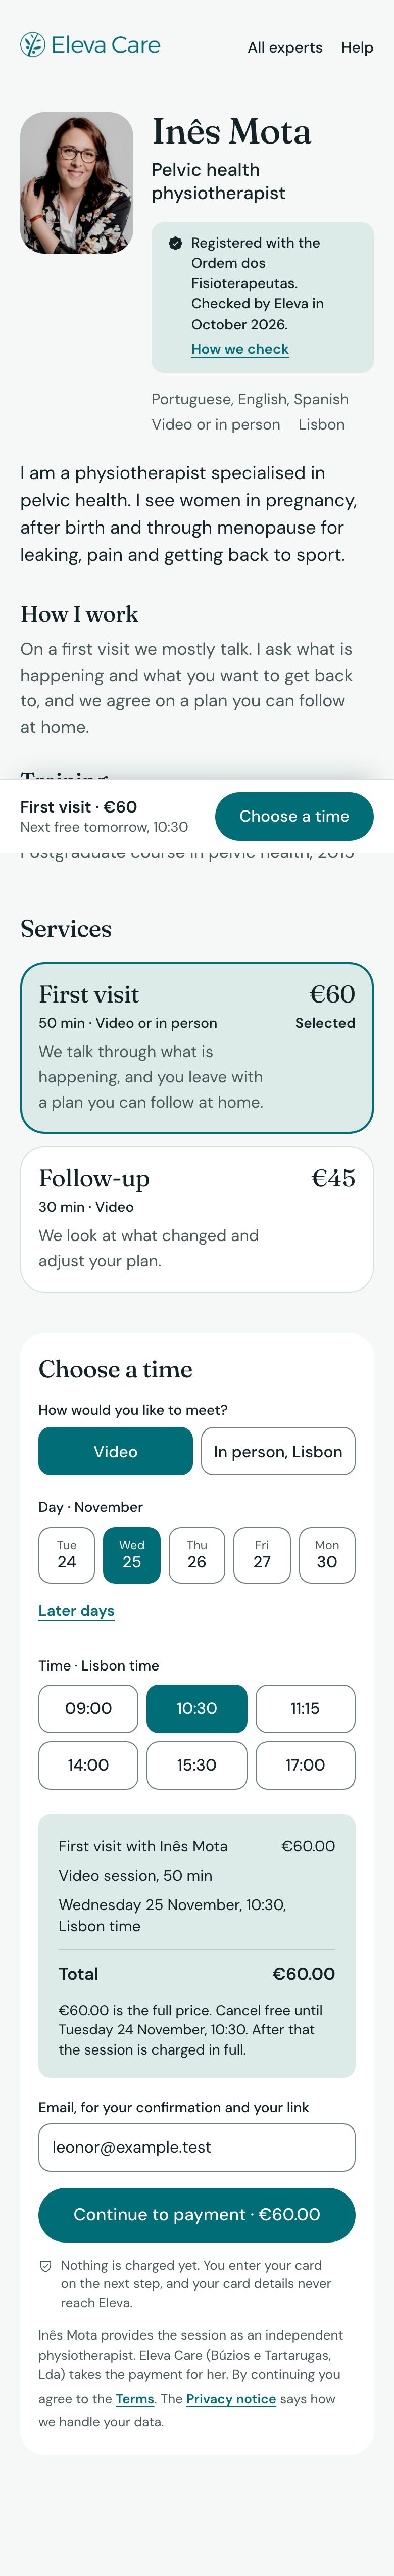 Eleva Care
All experts Help
Inês Mota
Pelvic health
physiotherapist
Registered with the
Ordem dos
Fisioterapeutas.
Checked by Eleva in
October 2026.
How we check
Portuguese, English, Spanish
Video or in person Lisbon
I am a physiotherapist specialised in
pelvic health. I see women in pregnancy,
after birth and through menopause for
leaking, pain and getting back to sport.
How I work
On a first visit we mostly talk. I ask what is
happening and what you want to get back
to, and we agree on a plan you can follow
at home.
Training
First visit · €60
Next free tomorrow, 10:30
Choose a time
Postgraduate course in pelvic health, 2015
Services
First visit €60
50 min · Video or in person Selected
We talk through what is
happening, and you leave with
a plan you can follow at home.
Follow-up €45
30 min · Video
We look at what changed and
adjust your plan.
Choose a time
How would you like to meet?
Video In person, Lisbon
Day · November
Tue Wed Thu Fri Mon
24 25 26 27 30
Later days
Time · Lisbon time
09:00 10:30 11:15
14:00 15:30 17:00
First visit with Inês Mota €60.00
Video session, 50 min
Wednesday 25 November, 10:30,
Lisbon time
Total €60.00
€60.00 is the full price. Cancel free until
Tuesday 24 November, 10:30. After that
the session is charged in full.
Email, for your confirmation and your link
leonor@example.test
Continue to payment · €60.00
Nothing is charged yet. You enter your card
on the next step, and your card details never
reach Eleva.
Inês Mota provides the session as an independent
physiotherapist. Eleva Care (Búzios e Tartarugas,
Lda) takes the payment for her. By continuing you
agree to the Terms. The Privacy notice says how
we handle your data.